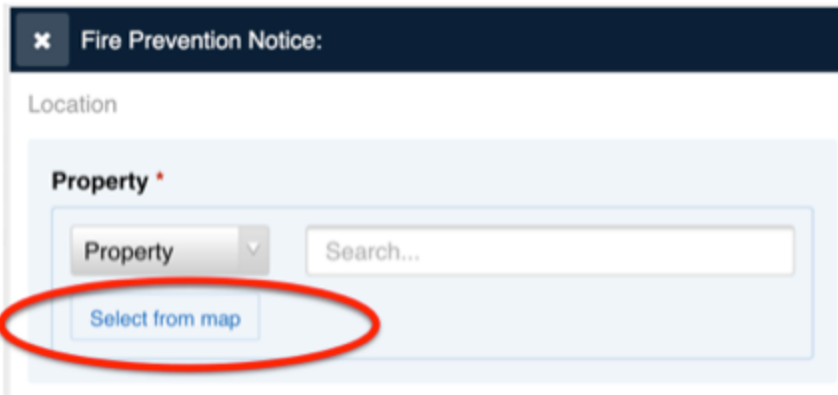 Fire Prevention Notice:
Location
Property *
Property Search...
Select from map